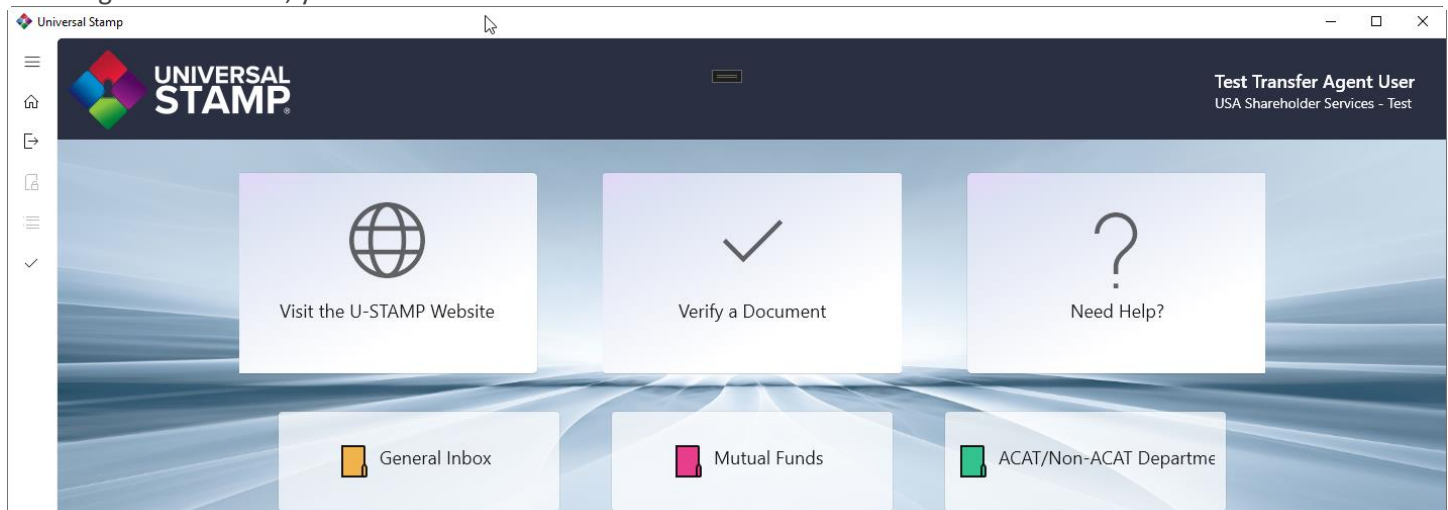 Universal Stamp
UNIVERSAL
STAMP®
Test Transfer Agent User
USA Shareholder Services - Test
Visit the U-STAMP Website
Verify a Document
Need Help?
General Inbox
Mutual Funds
ACAT/Non-ACAT Departme